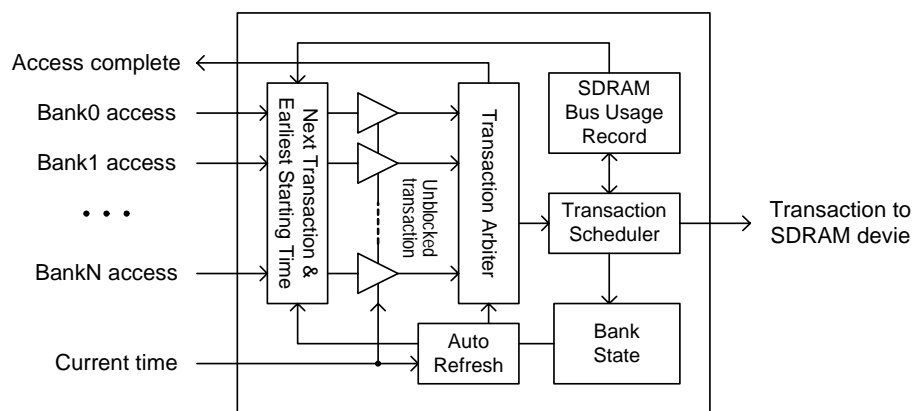 Access complete
Bank0 access
Bank1 access
• • •
BankN access
Current time
Next Transaction &
Earliest Starting Time
Unblocked
transaction
Transaction Arbiter
Auto
Refresh
SDRAM
Bus Usage
Record
Transaction
Scheduler
Bank
State
Transaction to
SDRAM devie